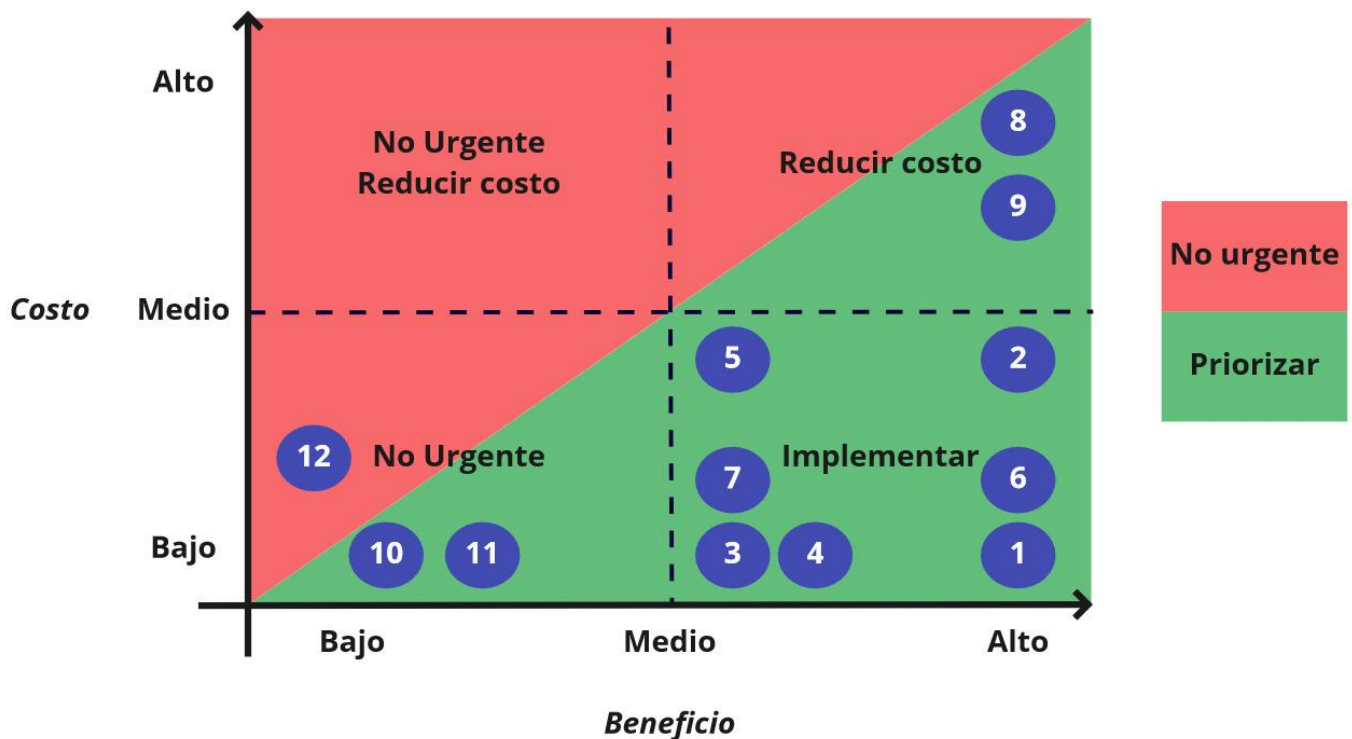 Alto
8
No Urgente
Reducir costo
Reducir costo
9
No urgente
Costo
Medio
5
2
Priorizar
12
No Urgente
Implementar
7
6
Bajo
10
11
3
4
1
Bajo
Medio
Alto
Beneficio